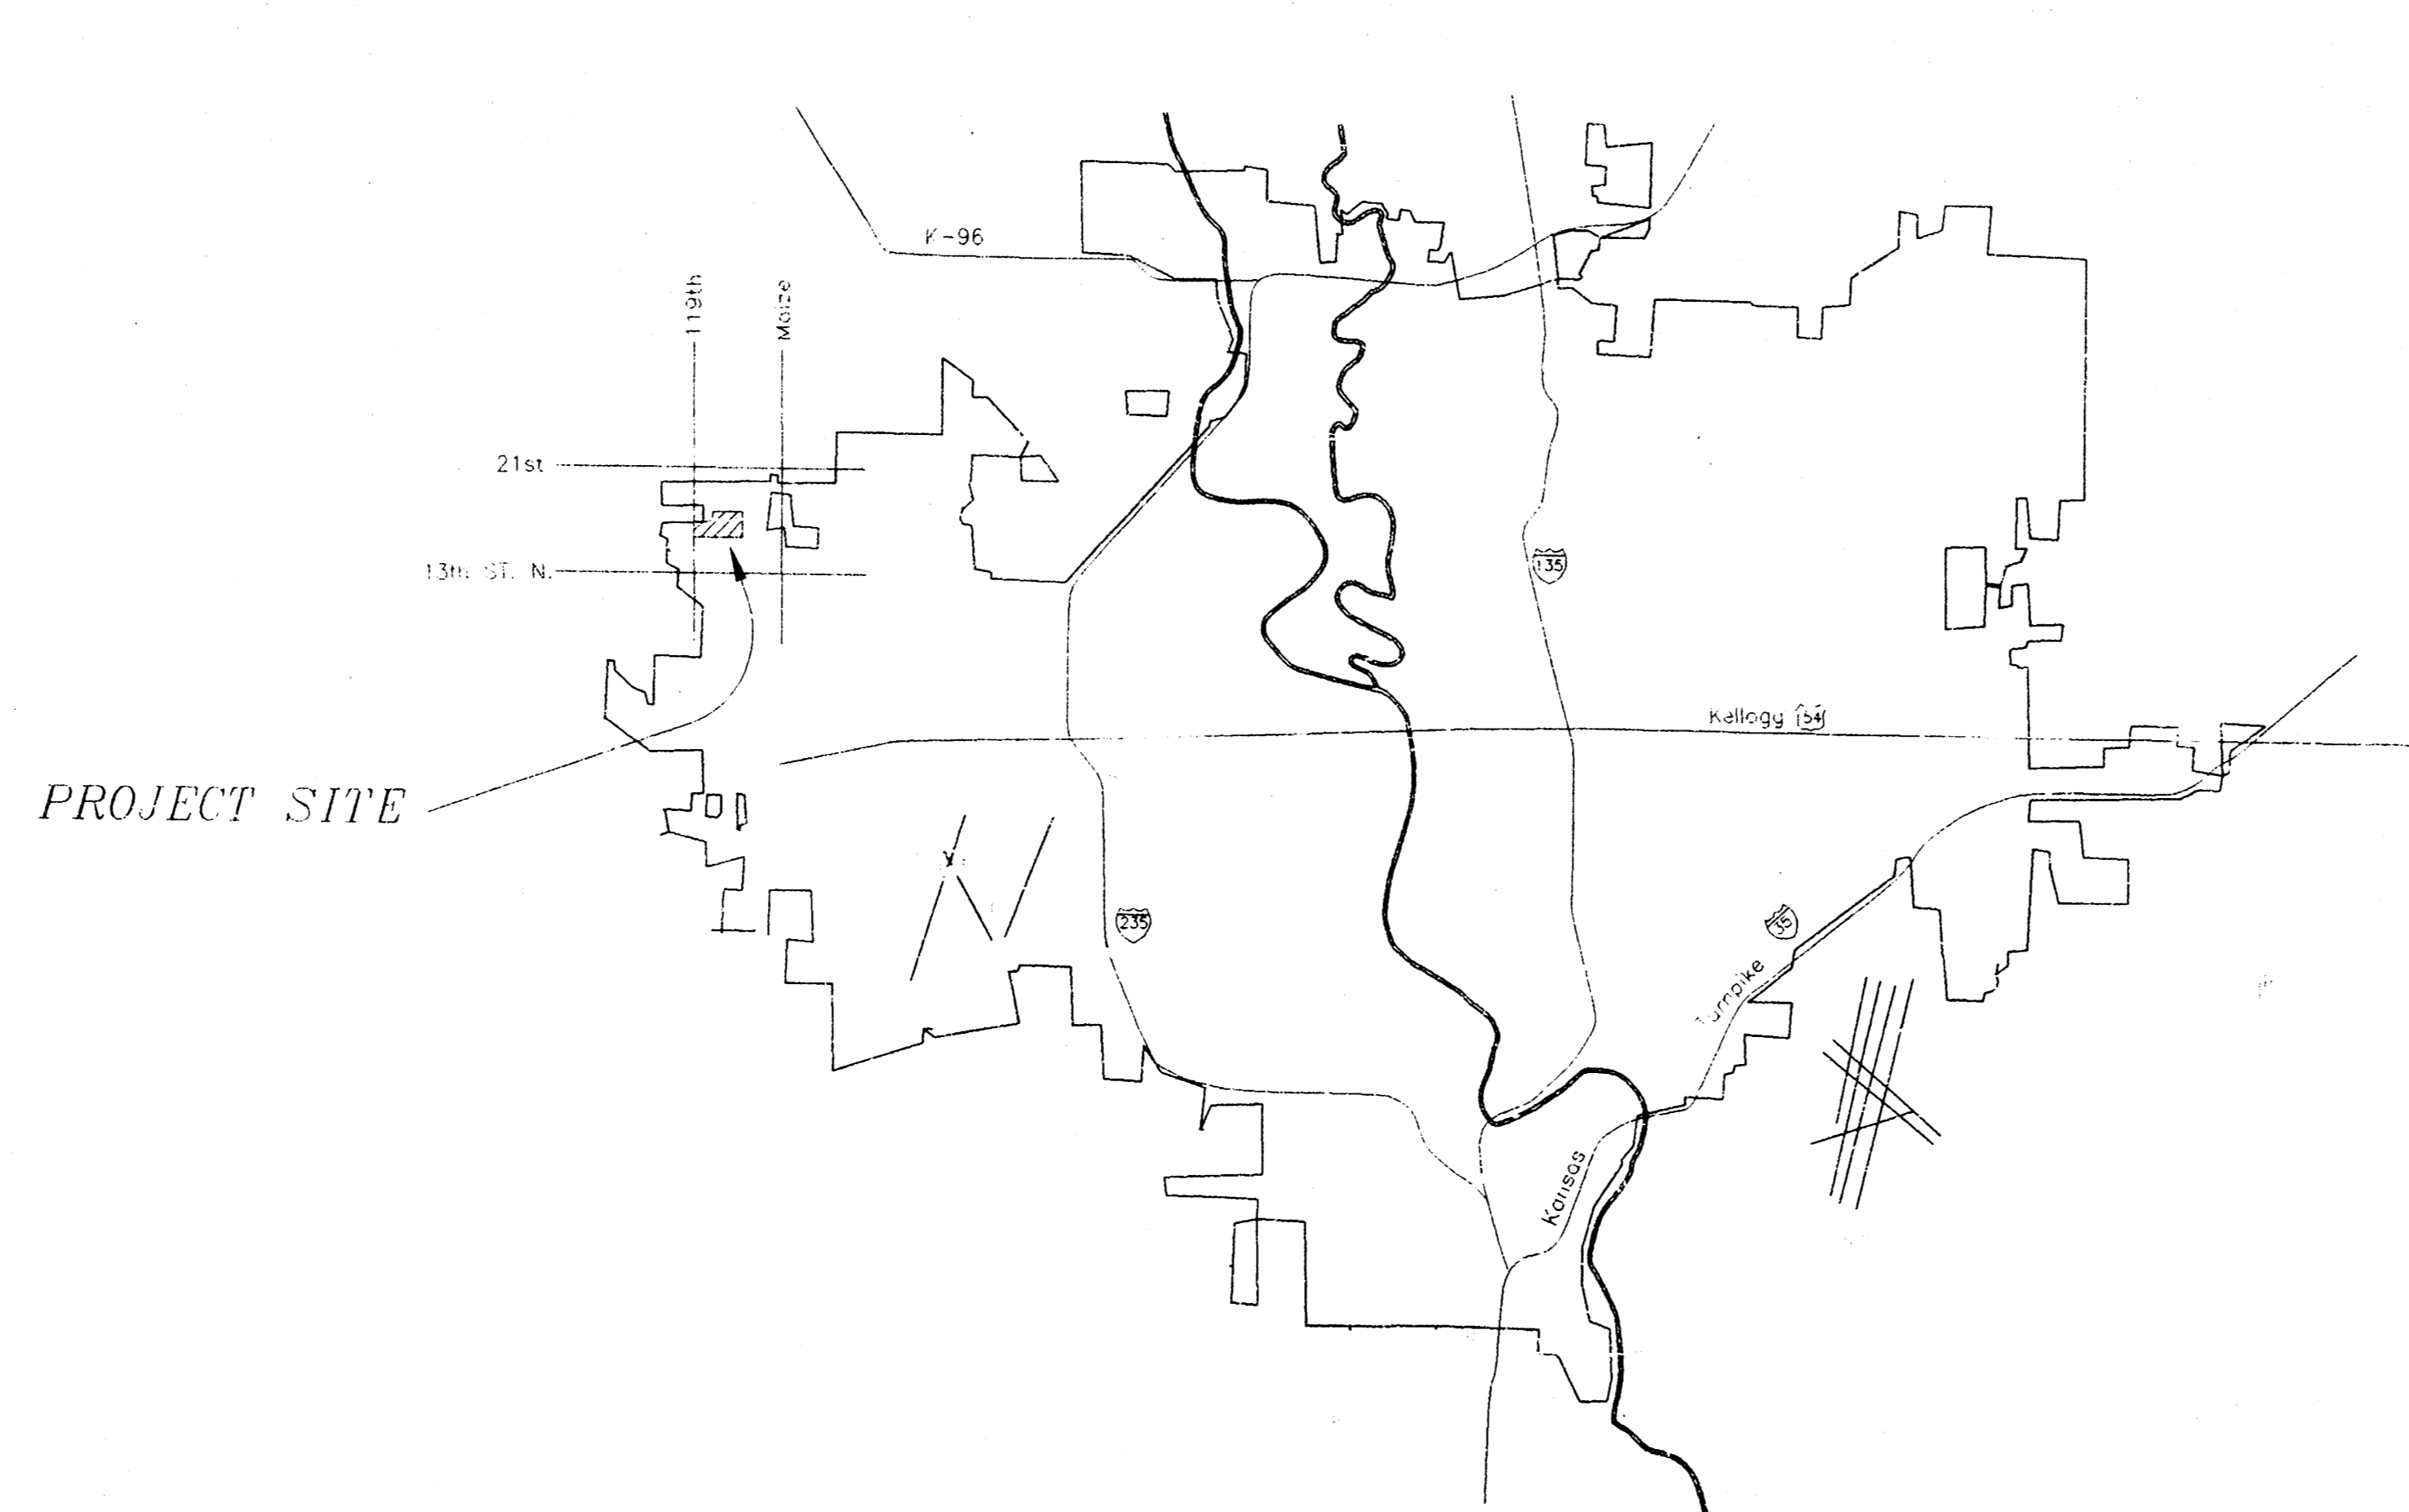 K-96
119th
Maize
21st
13th ST. N.
135
Kellogg 54
PROJECT SITE
235
35
Turnpike
Kansas